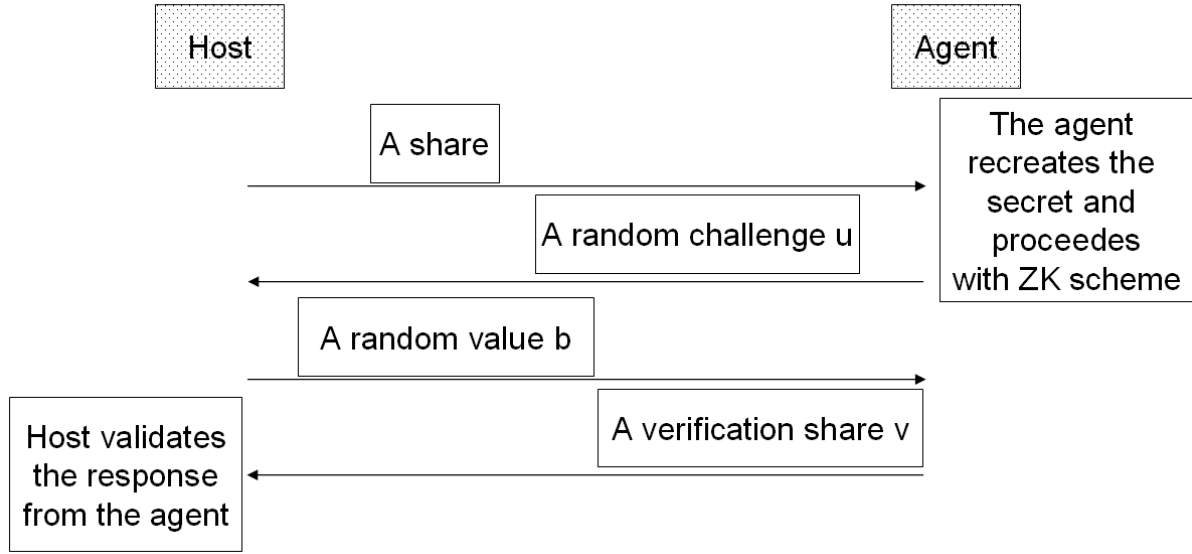 Host
Agent
A share
The agent
recreates the
secret and
proceedes
with ZK scheme
A random challenge u
A random value b
A verification share v
Host validates
the response
from the agent